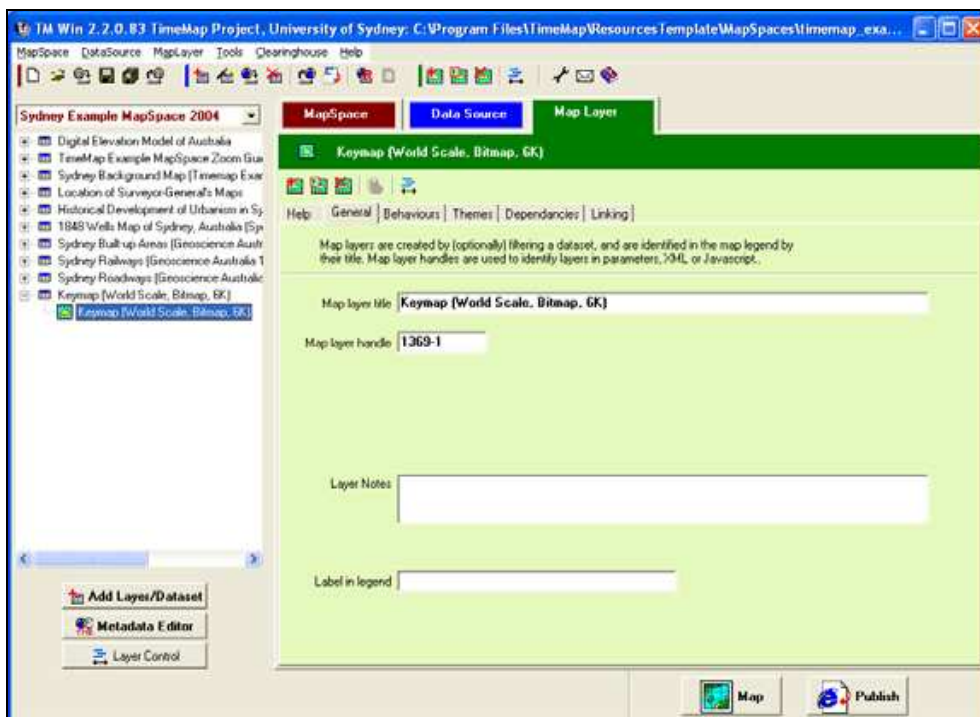 TM Win 2.2.0.83 TimeMap Project, University of Sydney: C:\Program Files\TimeMap\ResourcesTemplate\MapSpaces\timemap_exa...
MapSpace DataSource MapLayer Tools Clearinghouse Help
Sydney Example MapSpace 2004
MapSpace
Data Source
Map Layer
Digital Elevation Model of Australia
TimeMap Example MapSpace Zoom Gui
Sydney Background Map (Timemap Exar
Location of Surveyor-General's Maps
Historical Development of Urbanism in Sy
1848 Wells Map of Sydney, Australia (Syd
Sydney Built-up Areas (Geoscience Austr
Sydney Railways (Geoscience Australia 1
Sydney Roadways (Geoscience Australia
Keymap (World Scale, Bitmap, 6K)
Keymap (World Scale, Bitmap, 6K)
Keymap (World Scale, Bitmap, 6K)
Help General Behaviours Themes Dependancies Linking
Map layers are created by (optionally) filtering a dataset, and are identified in the map legend by
their title. Map layer handles are used to identify layers in parameters, XML or Javascript.
Map layer title Keymap (World Scale, Bitmap, 6K)
Map layer handle 1369-1
Layer Notes
Label in legend
Add Layer/Dataset
Metadata Editor
Layer Control
Map
Publish